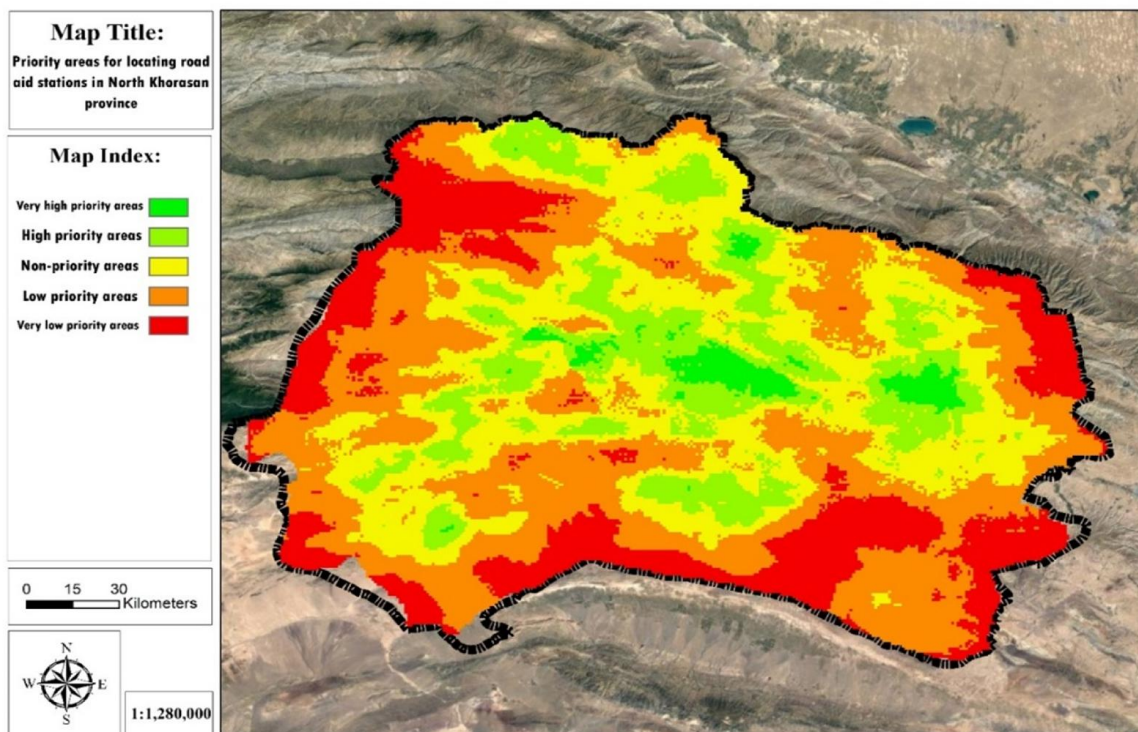 Map Title:
Priority areas for locating road
aid stations in North Khorasan
province
Map Index:
Very high priority areas
High priority areas
Non-priority areas
Low priority areas
Very low priority areas
0 15 30
Kilometers
N
W E
S
1:1,280,000